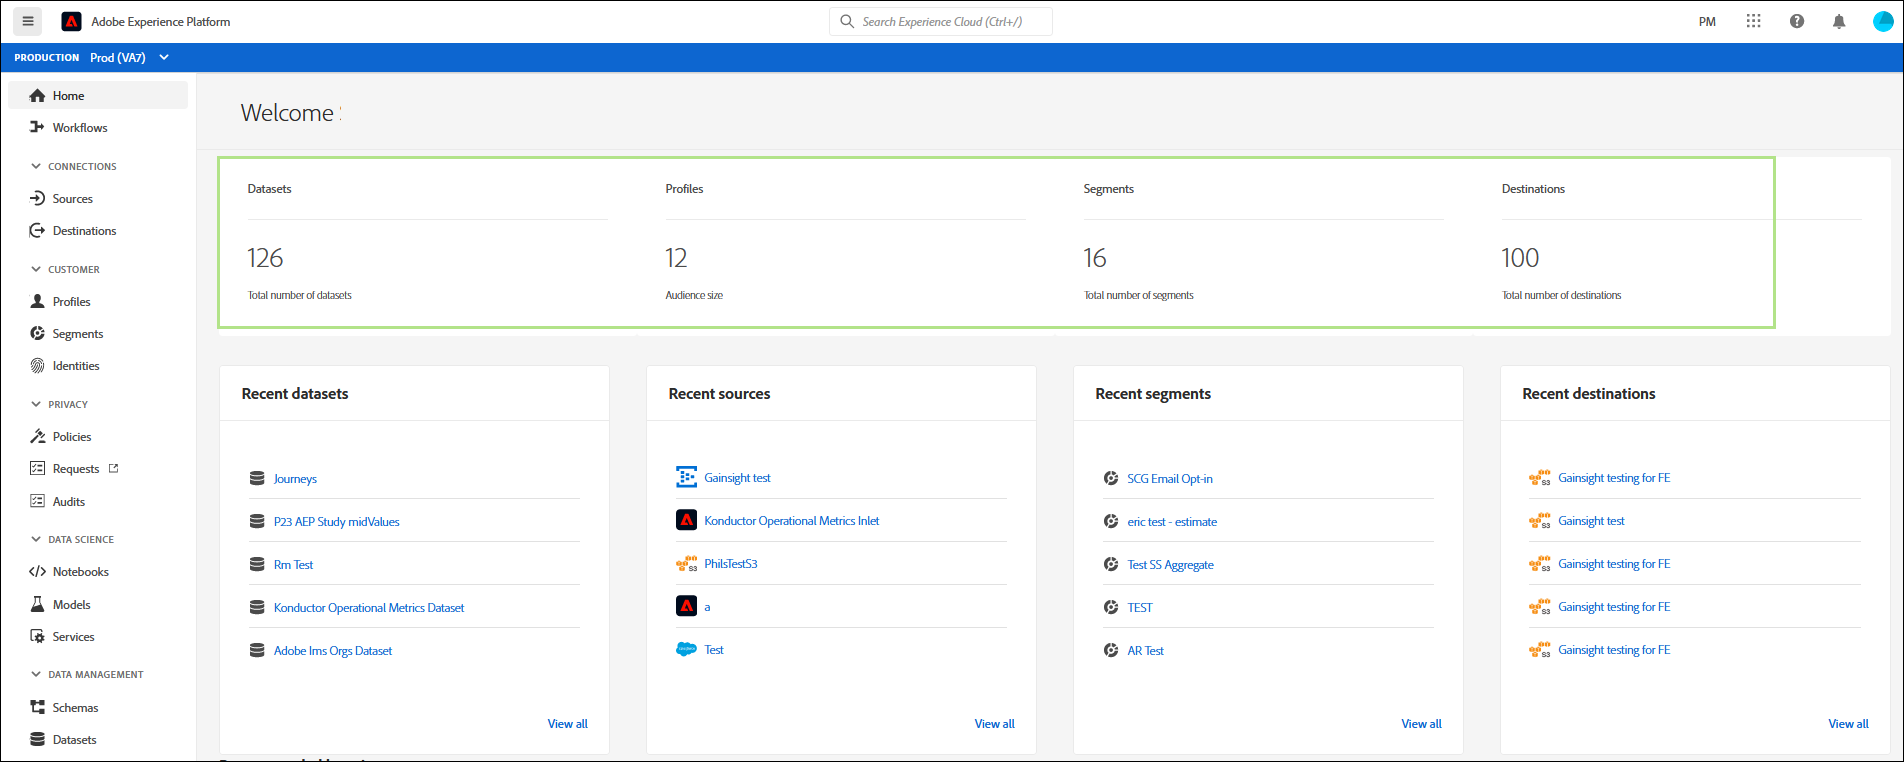 Adobe Experience Platform
Search Experience Cloud (Ctrl+/)
PM
PRODUCTION Prod (VA7)
Home
Workflows
CONNECTIONS
Sources
Destinations
CUSTOMER
Profiles
Segments
Identities
PRIVACY
Policies
Requests
Audits
DATA SCIENCE
Notebooks
Models
Services
DATA MANAGEMENT
Schemas
Datasets
Welcome
Datasets
126
Total number of datasets
Profiles
12
Audience size
Segments
16
Total number of segments
Destinations
100
Total number of destinations
Recent datasets
Journeys
P23 AEP Study midValues
Rm Test
Konductor Operational Metrics Dataset
Adobe Ims Orgs Dataset
View all
Recent sources
Gainsight test
Konductor Operational Metrics Inlet
S3 PhilsTestS3
a
Test
View all
Recent segments
SCG Email Opt-in
eric test - estimate
Test SS Aggregate
TEST
AR Test
View all
Recent destinations
S3 Gainsight testing for FE
S3 Gainsight test
S3 Gainsight testing for FE
S3 Gainsight testing for FE
S3 Gainsight testing for FE
View all